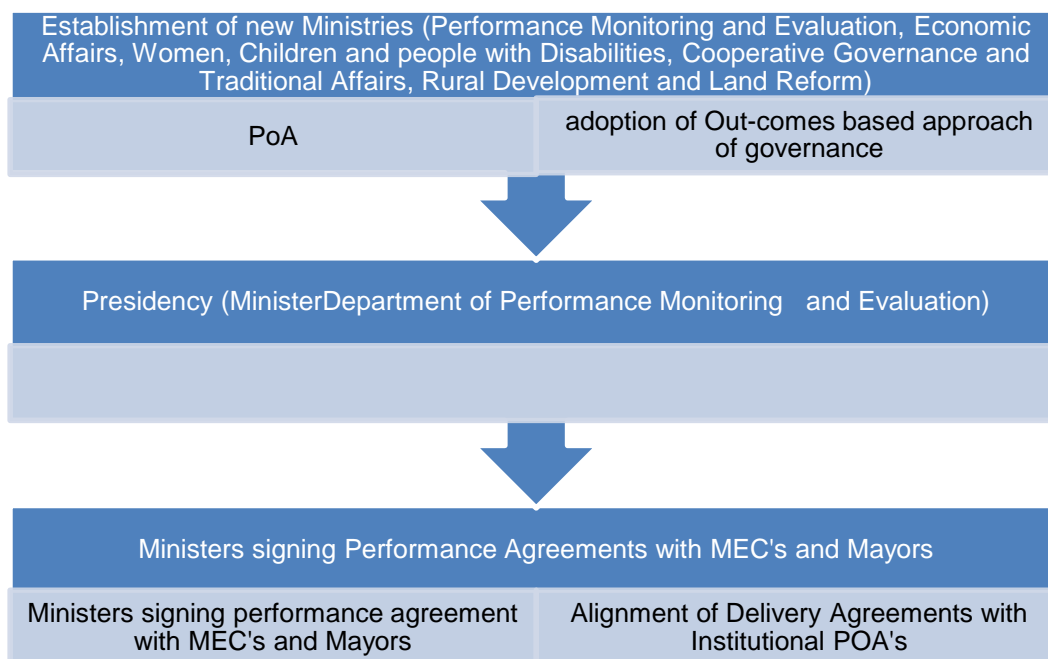 Establishment of new Ministries (Performance Monitoring and Evaluation, Economic
Affairs, Women, Children and people with Disabilities, Cooperative Governance and
Traditional Affairs, Rural Development and Land Reform)
PoA
adoption of Out-comes based approach
of governance
Presidency (MinisterDepartment of Performance Monitoring   and Evaluation)
Ministers signing Performance Agreements with MEC's and Mayors
Ministers signing performance agreement
with MEC's and Mayors
Alignment of Delivery Agreements with
Institutional POA's